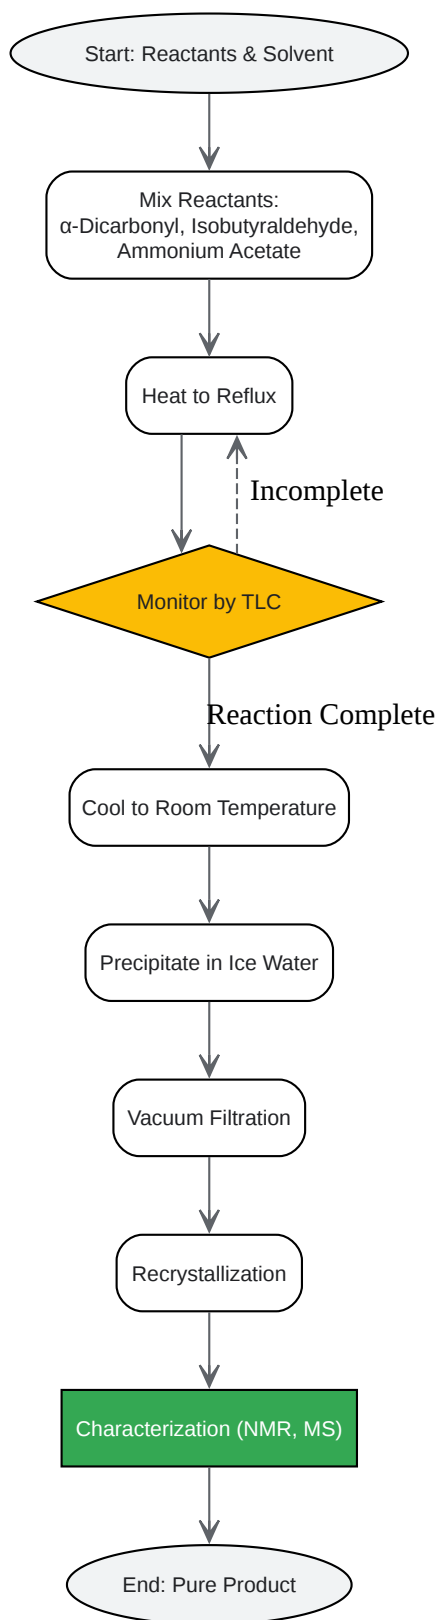 Start: Reactants & Solvent
Mix Reactants:
α-Dicarbonyl, Isobutyraldehyde,
Ammonium Acetate
Heat to Reflux
Incomplete
Monitor by TLC
Reaction Complete
Cool to Room Temperature
Precipitate in Ice Water
Vacuum Filtration
Recrystallization
Characterization (NMR, MS)
End: Pure Product